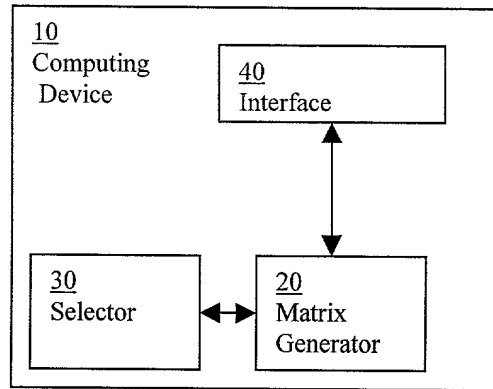 10
Computing
Device
40
Interface
30
Selector
20
Matrix
Generator